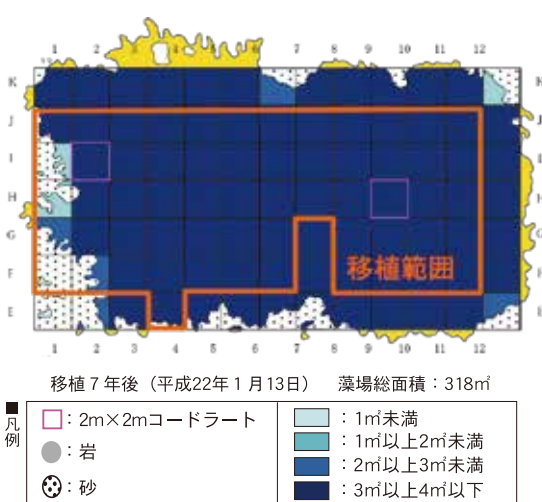 1 2 3 4 5 6 7 8 9 10 11 12
K K
J J
I I
H H
G G
F F
E E
移植範囲
1 2 3 4 5 6 7 8 9 10 11 12
移植7年後(平成22年1月13日) 藻場総面積:318㎡
■凡例
:2m×2mコードラート
:岩
:砂
:1㎡未満
:1㎡以上2㎡未満
:2㎡以上3㎡未満
:3㎡以上4㎡以下